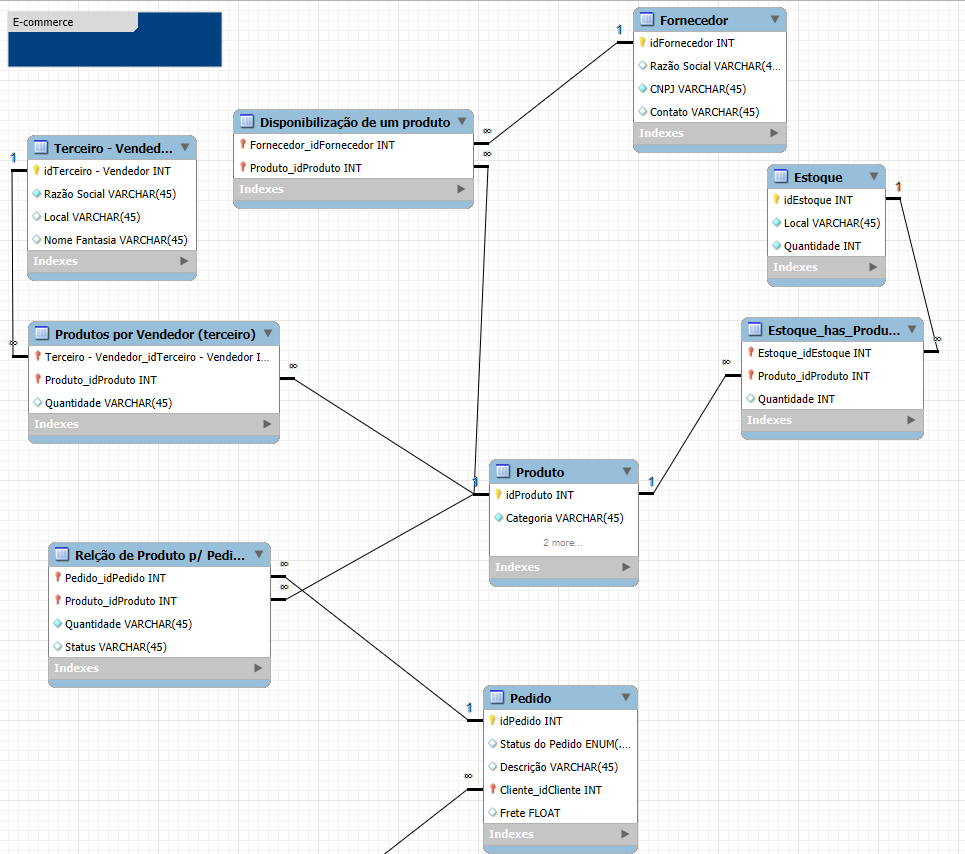 E-commerce
Fornecedor
idFornecedor INT
Razão Social VARCHAR(4...
CNPJ VARCHAR(45)
Contato VARCHAR(45)
Indexes
1
Disponibilização de um produto
Fornecedor_idFornecedor INT
Produto_idProduto INT
Indexes
∞
∞
Terceiro - Vended...
idTerceiro - Vendedor INT
Razão Social VARCHAR(45)
Local VARCHAR(45)
Nome Fantasia VARCHAR(45)
Indexes
1
Estoque
idEstoque INT
Local VARCHAR(45)
Quantidade INT
Indexes
1
Produtos por Vendedor (terceiro)
Terceiro - Vendedor_idTerceiro - Vendedor I...
Produto_idProduto INT
Quantidade VARCHAR(45)
Indexes
∞
∞
Estoque_has_Produ...
Estoque_idEstoque INT
Produto_idProduto INT
Quantidade INT
Indexes
∞
∞
Produto
idProduto INT
Categoria VARCHAR(45)
2 more...
Indexes
1
1
Relção de Produto p/ Pedi...
Pedido_idPedido INT
Produto_idProduto INT
Quantidade VARCHAR(45)
Status VARCHAR(45)
Indexes
∞
∞
Pedido
idPedido INT
Status do Pedido ENUM(....
Descrição VARCHAR(45)
Cliente_idCliente INT
Frete FLOAT
Indexes
1
∞